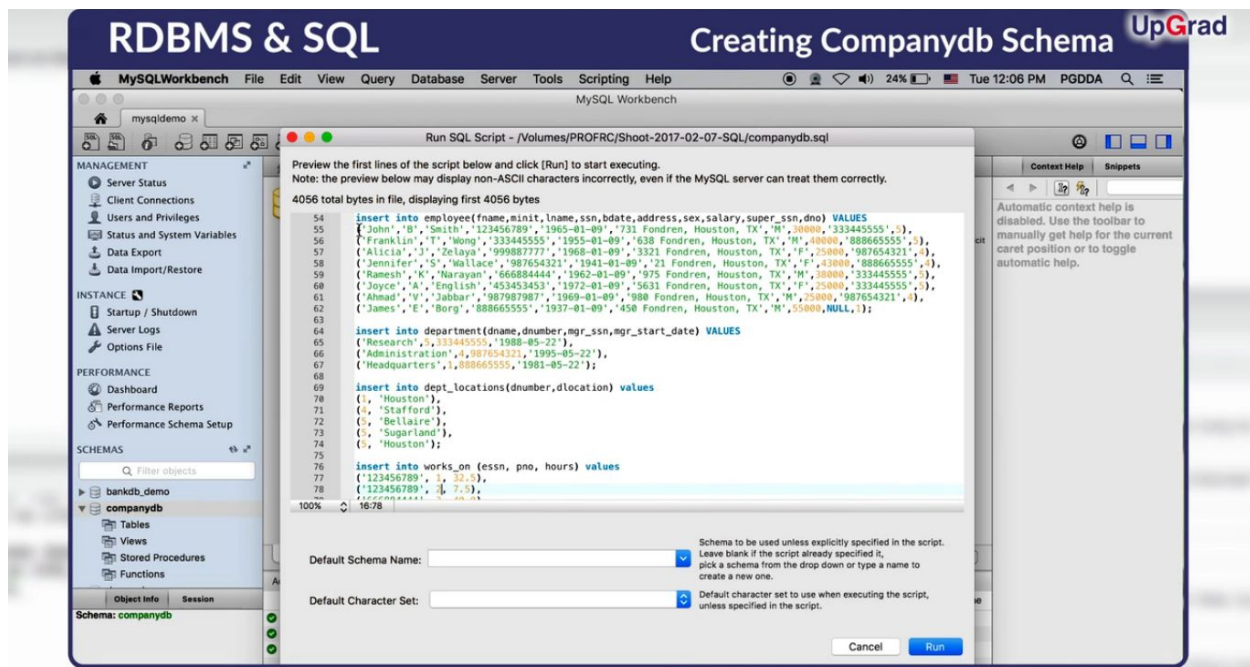 RDBMS & SQL
Creating Companydb Schema
UpGrad
MySQLWorkbench File Edit View Query Database Server Tools Scripting Help
24% Tue 12:06 PM PGDDA
MySQL Workbench
mysqldemo ×
Run SQL Script - /Volumes/PROFRC/Shoot-2017-02-07-SQL/companydb.sql
MANAGEMENT
Server Status
Client Connections
Users and Privileges
Status and System Variables
Data Export
Data Import/Restore
INSTANCE
Startup / Shutdown
Server Logs
Options File
PERFORMANCE
Dashboard
Performance Reports
Performance Schema Setup
SCHEMAS
Filter objects
bankdb_demo
companydb
Tables
Views
Stored Procedures
Functions
Object Info Session
Schema: companydb
Preview the first lines of the script below and click [Run] to start executing.
Note: the preview below may display non-ASCII characters incorrectly, even if the MySQL server can treat them correctly.
4056 total bytes in file, displaying first 4056 bytes
54 insert into employee(fname,minit,lname,ssn,bdate,address,sex,salary,super_ssn,dno) VALUES
55 ('John','B','Smith','123456789','1965-01-09','731 Fondren, Houston, TX','M',30000,'333445555',5),
56 ('Franklin','T','Wong','333445555','1955-01-09','638 Fondren, Houston, TX','M',40000,'888665555',5),
57 ('Alicia','J','Zelaya','999887777','1968-01-09','3321 Fondren, Houston, TX','F',25000,'987654321',4),
58 ('Jennifer','S','Wallace','987654321','1941-01-09','21 Fondren, Houston, TX','F',43000,'888665555',4),
59 ('Ramesh','K','Narayan','666884444','1962-01-09','975 Fondren, Houston, TX','M',38000,'333445555',5),
60 ('Joyce','A','English','453453453','1972-01-09','5631 Fondren, Houston, TX','F',25000,'333445555',5),
61 ('Ahmad','V','Jabbar','987987987','1969-01-09','980 Fondren, Houston, TX','M',25000,'987654321',4),
62 ('James','E','Borg','888665555','1937-01-09','450 Fondren, Houston, TX','M',55000,NULL,1);
63
64 insert into department(dname,dnumber,mgr_ssn,mgr_start_date) VALUES
65 ('Research',5,333445555,'1988-05-22'),
66 ('Administration',4,987654321,'1995-05-22'),
67 ('Headquarters',1,888665555,'1981-05-22');
68
69 insert into dept_locations(dnumber,dlocation) values
70 (1, 'Houston'),
71 (4, 'Stafford'),
72 (5, 'Bellaire'),
73 (5, 'Sugarland'),
74 (5, 'Houston');
75
76 insert into works_on (essn, pno, hours) values
77 ('123456789', 1, 32.5),
78 ('123456789', 2, 7.5),
100% 16:78
Default Schema Name:
Schema to be used unless explicitly specified in the script.
Leave blank if the script already specified it,
pick a schema from the drop down or type a name to
create a new one.
Default Character Set:
Default character set to use when executing the script,
unless specified in the script.
Cancel Run
Context Help Snippets
Automatic context help is
disabled. Use the toolbar to
manually get help for the current
caret position or to toggle
automatic help.